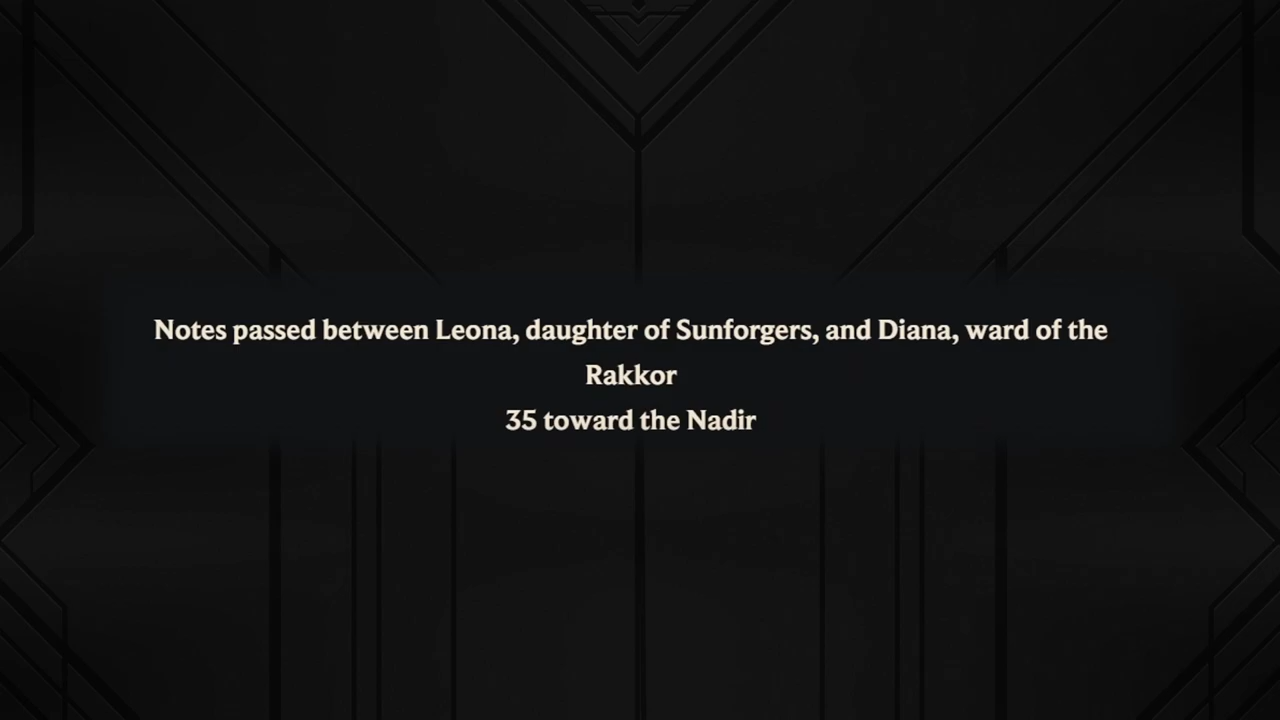 Notes passed between Leona, daughter of Sunforgers, and Diana, ward of the
Rakkor
35 toward the Nadir